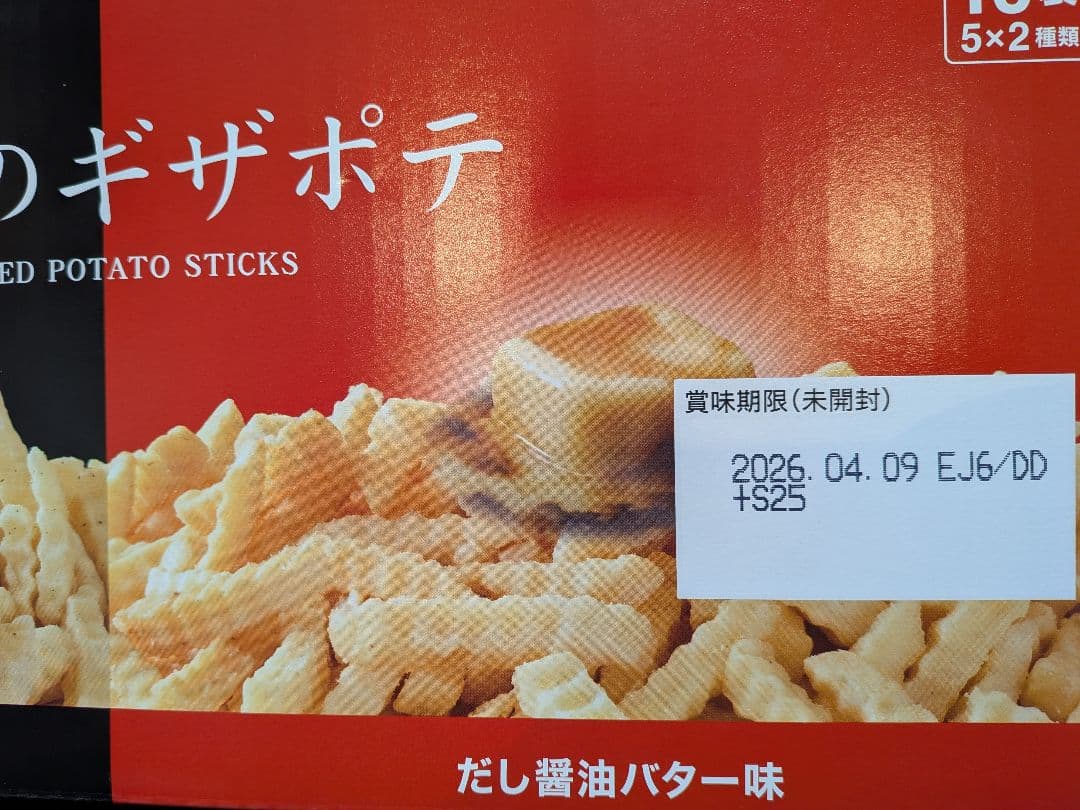 5×2種類
のギザポテ
ED POTATO STICKS
賞味期限(未開封)
2026.04.09 EJ6/DD
+S25
だし醤油バター味